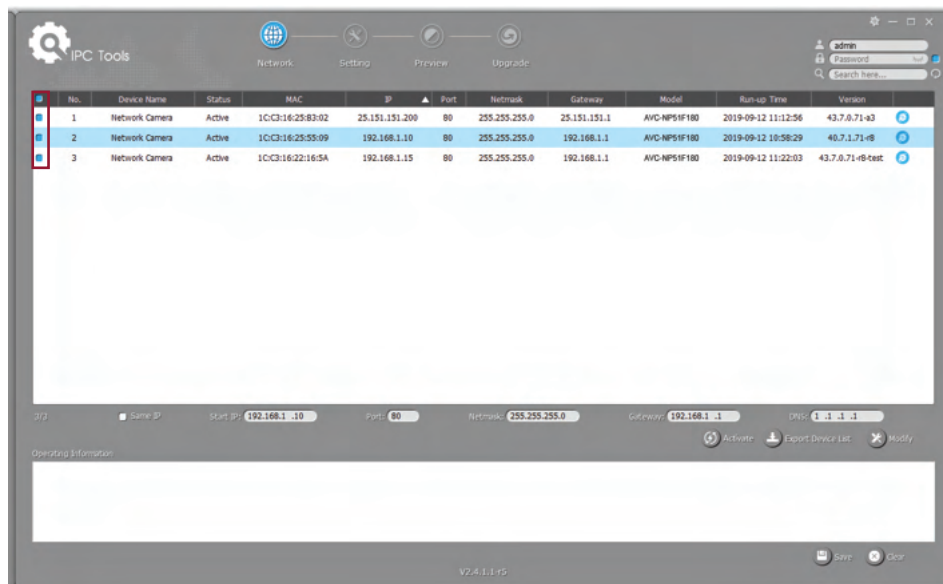 IPC Tools
Network Setting Preview Upgrade
admin
Password
Search here...
No. Device Name Status MAC IP Port Netmask Gateway Model Run-up Time Version
1 Network Camera Active 1C:C3:16:25:83:02 25.151.151.200 80 255.255.255.0 25.151.151.1 AVC-NP51F180 2019-09-12 11:12:56 43.7.0.71-a3
2 Network Camera Active 1C:C3:16:25:55:09 192.168.1.10 80 255.255.255.0 192.168.1.1 AVC-NP51F180 2019-09-12 10:58:29 40.7.1.71-r8
3 Network Camera Active 1C:C3:16:22:16:5A 192.168.1.15 80 255.255.255.0 192.168.1.1 AVC-NP51F180 2019-09-12 11:22:03 43.7.0.71-r8-test
3/3 Same IP Start IP: 192.168.1 .10 Port: 80 Netmask: 255.255.255.0 Gateway: 192.168.1 .1 DNS: 1 .1 .1 .1
Activate Export Device List Modify
Operating Information
Save Clear
V2.4.1.1-r5